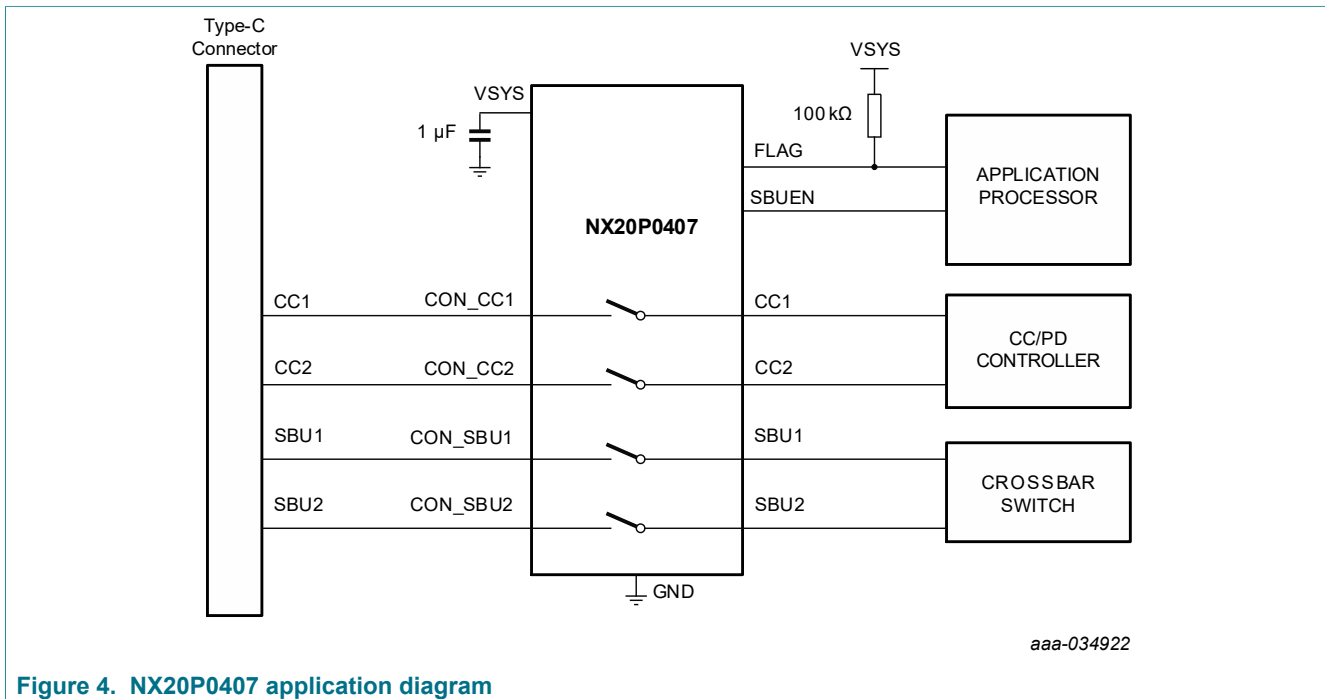 Type-C
Connector
VSYS
VSYS
1 µF
100 kΩ
FLAG
APPLICATION
PROCESSOR
SBUEN
NX20P0407
CC1
CON_CC1
CC1
CC/PD
CONTROLLER
CC2
CON_CC2
CC2
SBU1
CON_SBU1
SBU1
CROSSBAR
SWITCH
SBU2
CON_SBU2
SBU2
GND
aaa-034922
Figure 4. NX20P0407 application diagram